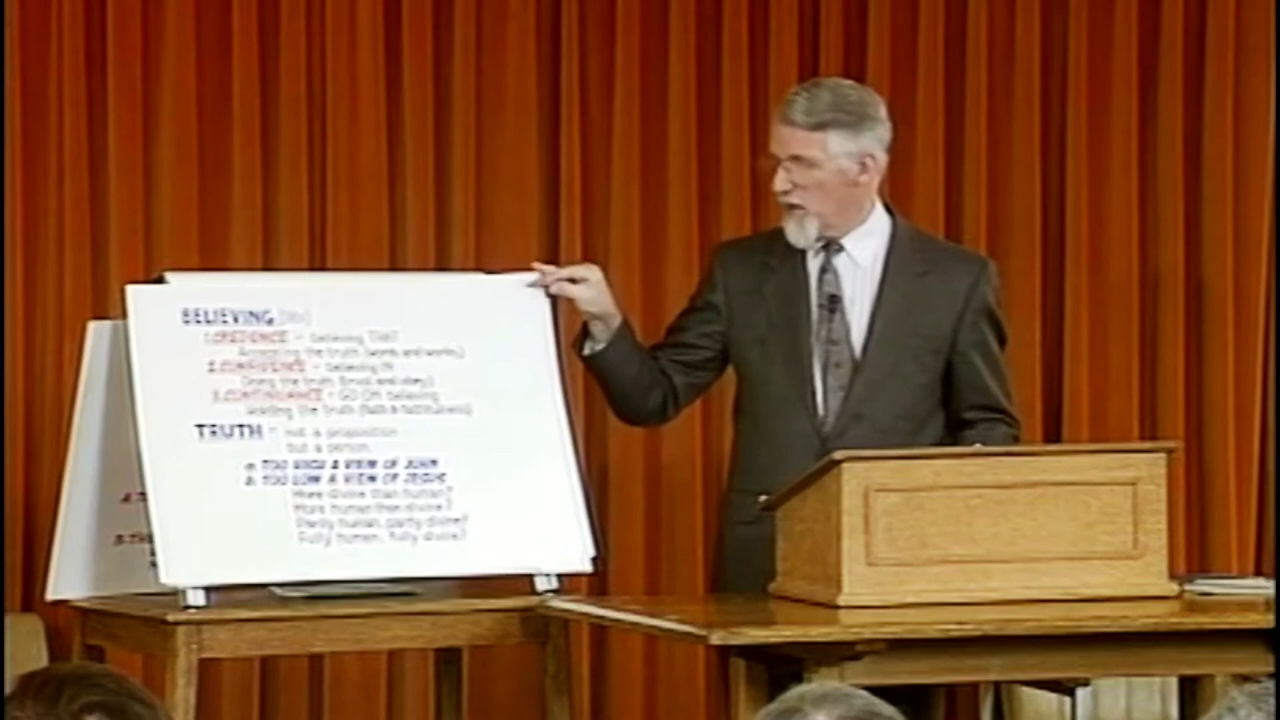 BELIEVING
1. CREDENCE - believing THAT
Accepting the truth (words and works)
2. CONFIDENCE - believing IN
Doing the truth (trust and obey)
3. CONTINUANCE - GO ON believing
Holding the truth (faith & faithfulness)
TRUTH - not a proposition
but a person
a. TOO HIGH A VIEW OF JOHN
b. TOO LOW A VIEW OF JESUS
More divine than human?
More human than divine?
Partly human, partly divine?
Fully human, fully divine?